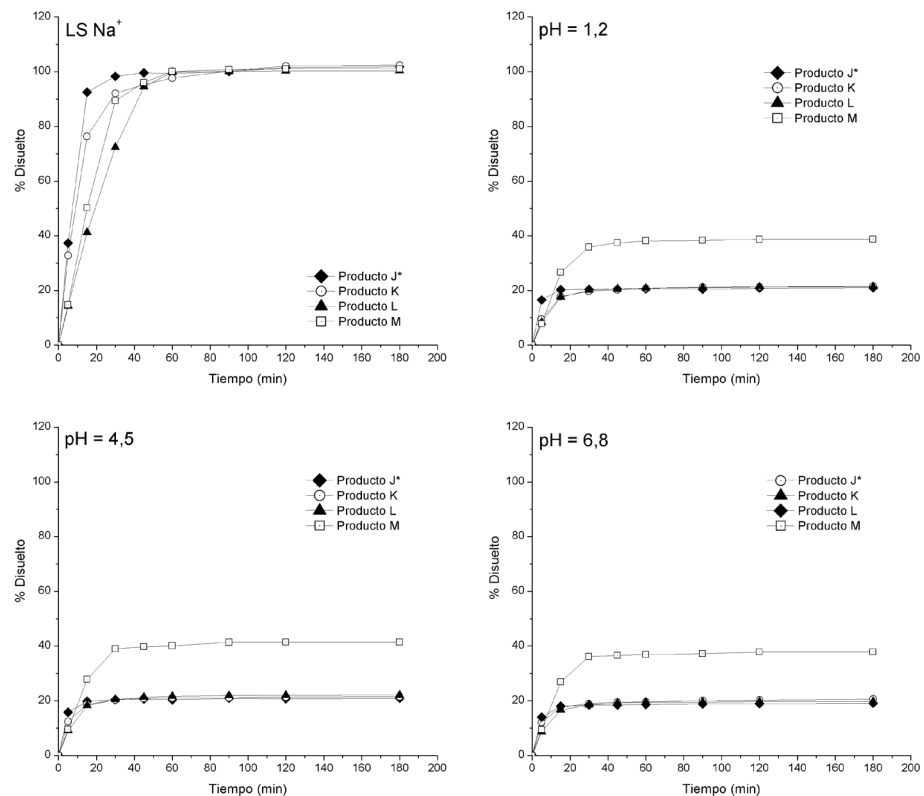 LS Na⁺
120
100
80
60
40
20
0
% Disuelto
Producto J*
Producto K
Producto L
Producto M
0 20 40 60 80 100 120 140 160 180 200
Tiempo (min)
pH = 1,2
120
100
80
60
40
20
0
% Disuelto
Producto J*
Producto K
Producto L
Producto M
0 20 40 60 80 100 120 140 160 180 200
Tiempo (min)
pH = 4,5
120
100
80
60
40
20
0
% Disuelto
Producto J*
Producto K
Producto L
Producto M
0 20 40 60 80 100 120 140 160 180 200
Tiempo (min)
pH = 6,8
120
100
80
60
40
20
0
% Disuelto
Producto J*
Producto K
Producto L
Producto M
0 20 40 60 80 100 120 140 160 180 200
Tiempo (min)